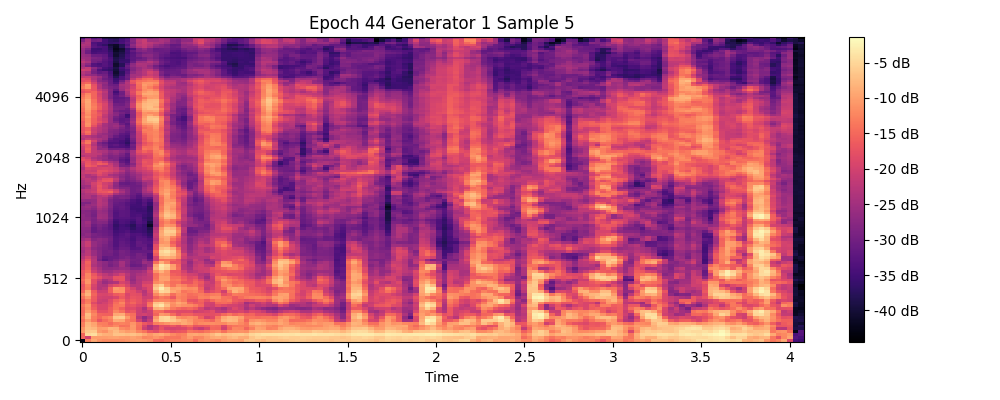 Epoch 44 Generator 1 Sample 5
Hz
4096
2048
1024
512
0
0
0.5
1
1.5
2
2.5
3
3.5
4
Time
-5 dB
-10 dB
-15 dB
-20 dB
-25 dB
-30 dB
-35 dB
-40 dB